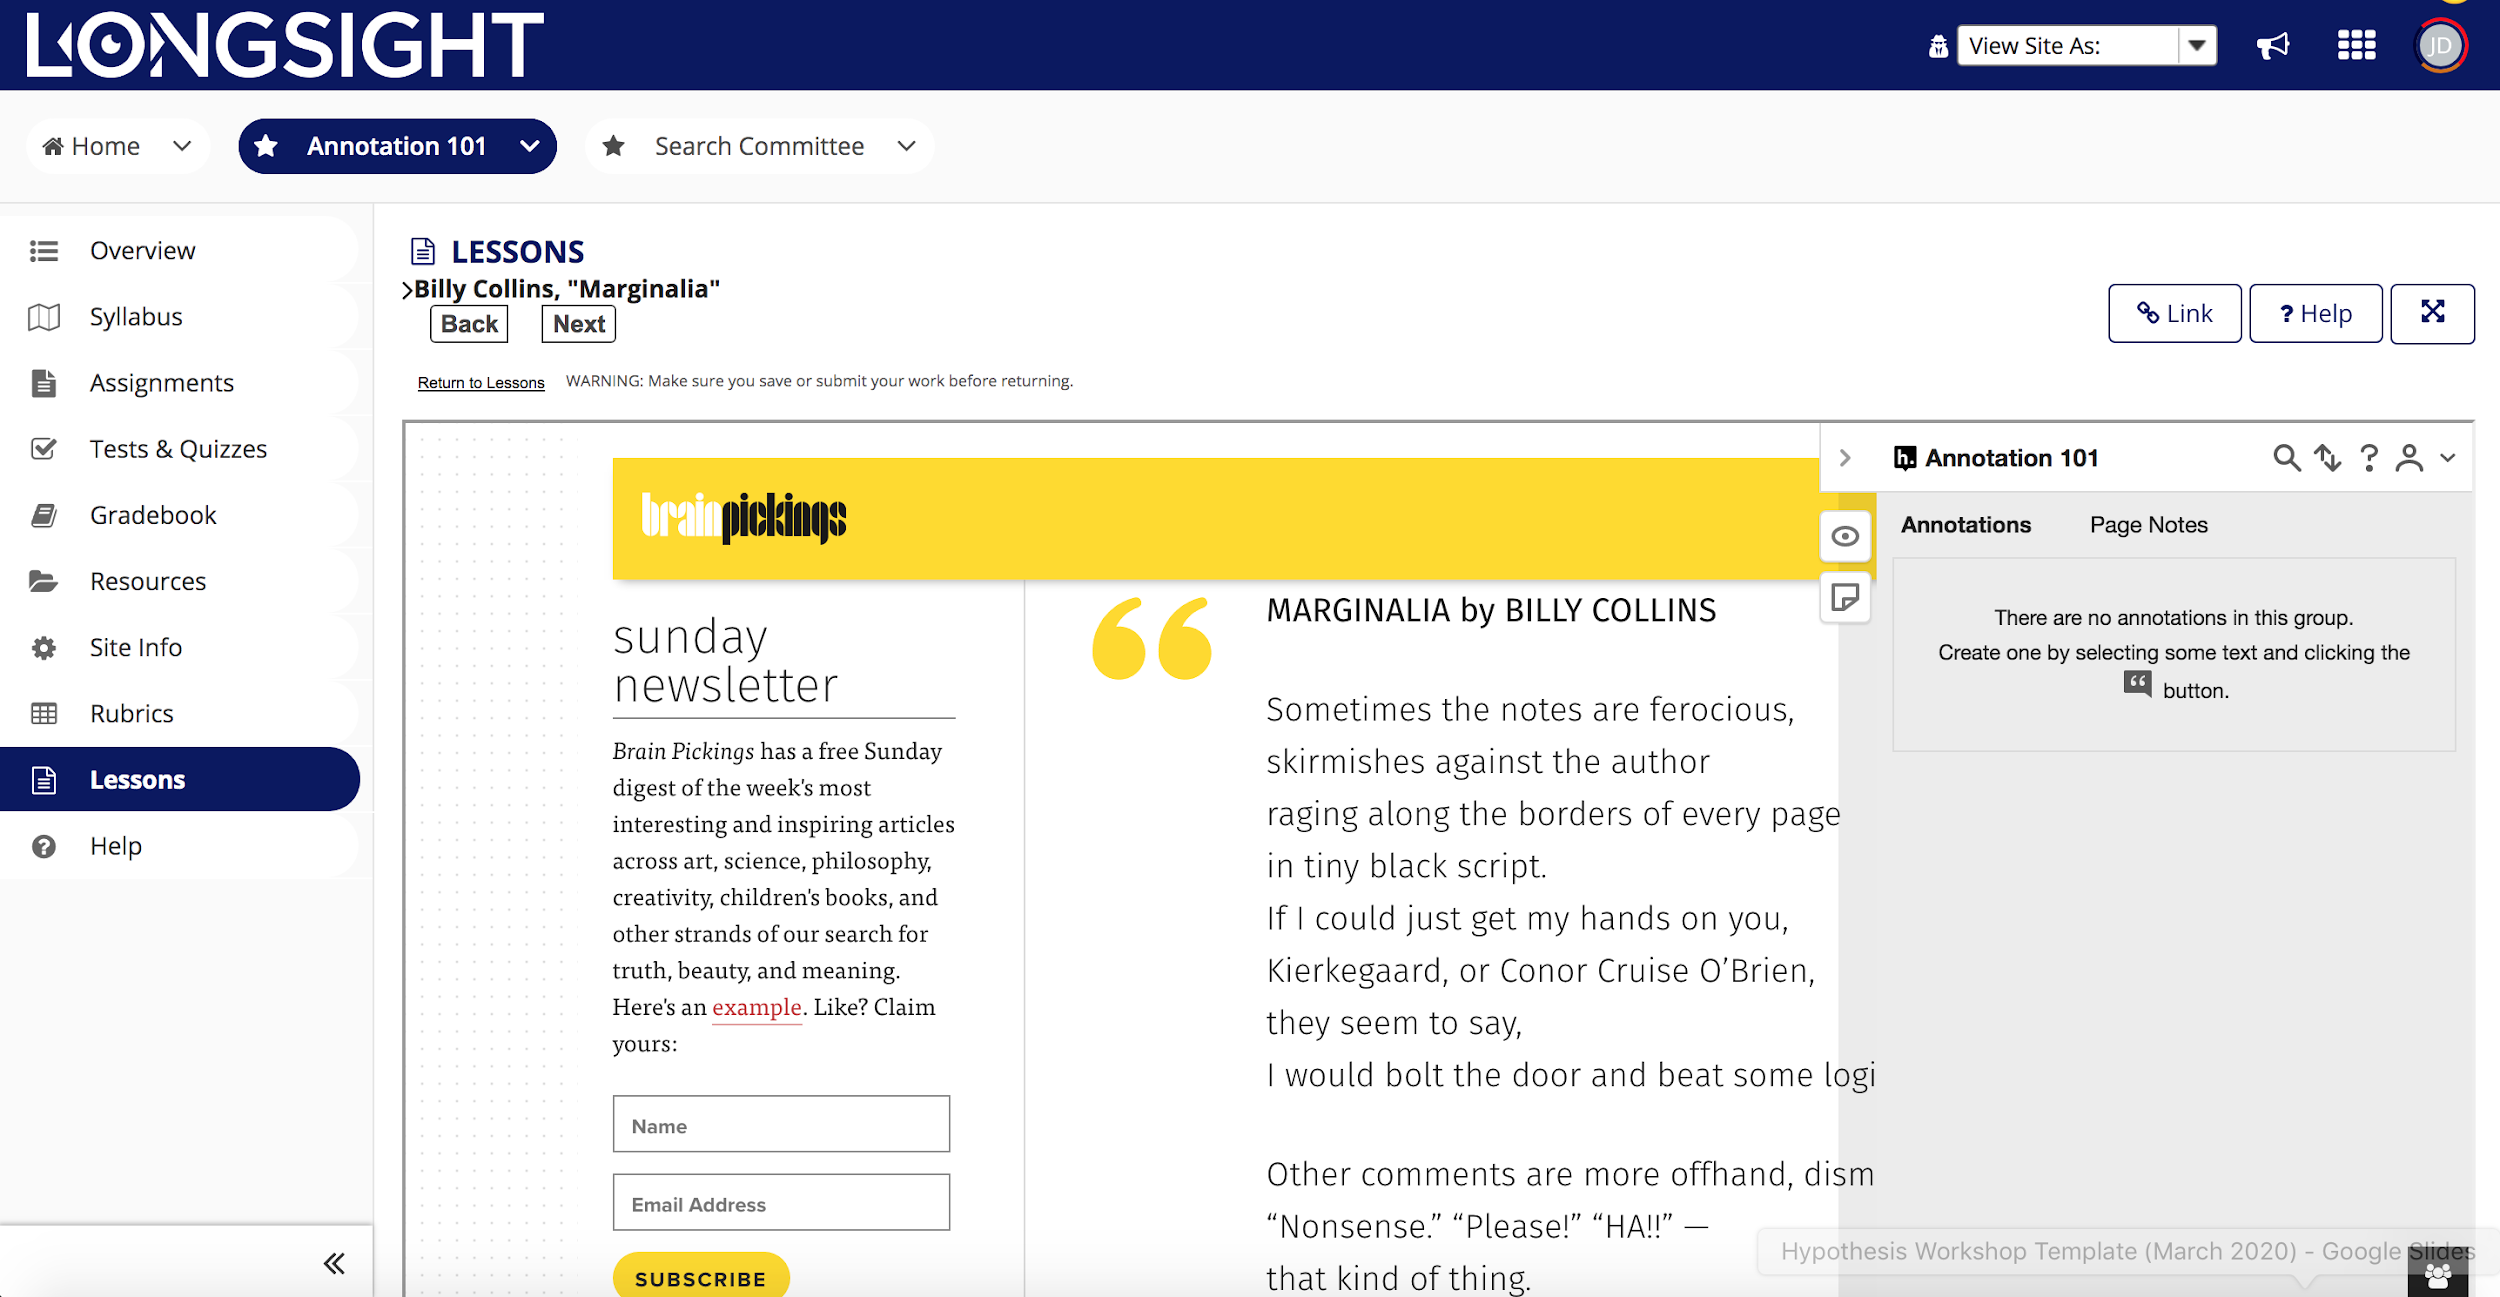 LONGSIGHT
View Site As:
JD
Home
Annotation 101
Search Committee
Overview
Syllabus
Assignments
Tests & Quizzes
Gradebook
Resources
Site Info
Rubrics
Lessons
Help
LESSONS
>Billy Collins, "Marginalia"
Back Next
Link
? Help
Return to Lessons WARNING: Make sure you save or submit your work before returning.
brainpickings
sunday
newsletter
Brain Pickings has a free Sunday
digest of the week's most
interesting and inspiring articles
across art, science, philosophy,
creativity, children's books, and
other strands of our search for
truth, beauty, and meaning.
Here's an example. Like? Claim
yours:
Name
Email Address
SUBSCRIBE
“
MARGINALIA by BILLY COLLINS
Sometimes the notes are ferocious,
skirmishes against the author
raging along the borders of every page
in tiny black script.
If I could just get my hands on you,
Kierkegaard, or Conor Cruise O’Brien,
they seem to say,
I would bolt the door and beat some logi
Other comments are more offhand, dism
“Nonsense.” “Please!” “HA!!” —
that kind of thing.
h. Annotation 101
?
Annotations Page Notes
There are no annotations in this group.
Create one by selecting some text and clicking the
“ button.
Hypothesis Workshop Template (March 2020) - Google Slides